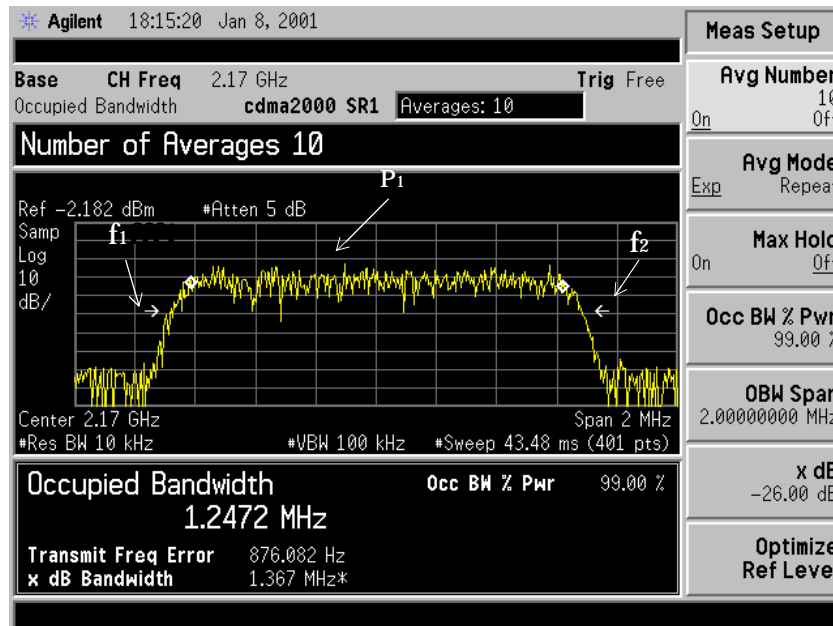 Agilent 18:15:20 Jan 8, 2001
Meas Setup
Base CH Freq 2.17 GHz Trig Free
Occupied Bandwidth cdma2000 SR1 Averages: 10
Number of Averages 10
Avg Number
10
On Of
Avg Mode
Exp Repea
Max Hold
On Of
Occ BW % Pwr
99.00 %
OBW Span
2.00000000 MHz
x dB
-26.00 dB
Optimize
Ref Leve
P1
Ref -2.182 dBm #Atten 5 dB
Samp
Log
10
dB/
f1
f2
Center 2.17 GHz Span 2 MHz
#Res BW 10 kHz #VBW 100 kHz #Sweep 43.48 ms (401 pts)
Occupied Bandwidth Occ BW % Pwr 99.00 %
1.2472 MHz
Transmit Freq Error 876.082 Hz
x dB Bandwidth 1.367 MHz*